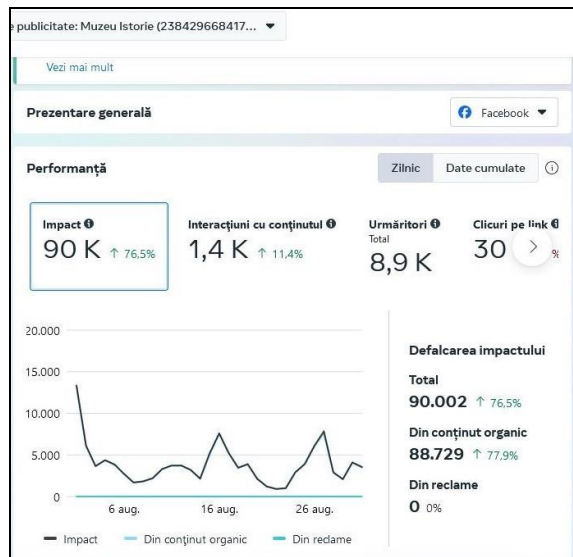 e publicitate: Muzeu Istorie (238429668417...
Vezi mai mult
Prezentare generală
Facebook
Performanță
Zilnic
Date cumulate
Impact
90 K ↑ 76,5%
Interacțiuni cu conținutul
1,4 K ↑ 11,4%
Urmăritori
Total
8,9 K
Clicuri pe link
30 %
20.000
15.000
10.000
5.000
0
6 aug.
16 aug.
26 aug.
Impact
Din conținut organic
Din reclame
Defalcarea impactului
Total
90.002 ↑ 76,5%
Din conținut organic
88.729 ↑ 77,9%
Din reclame
0 0%